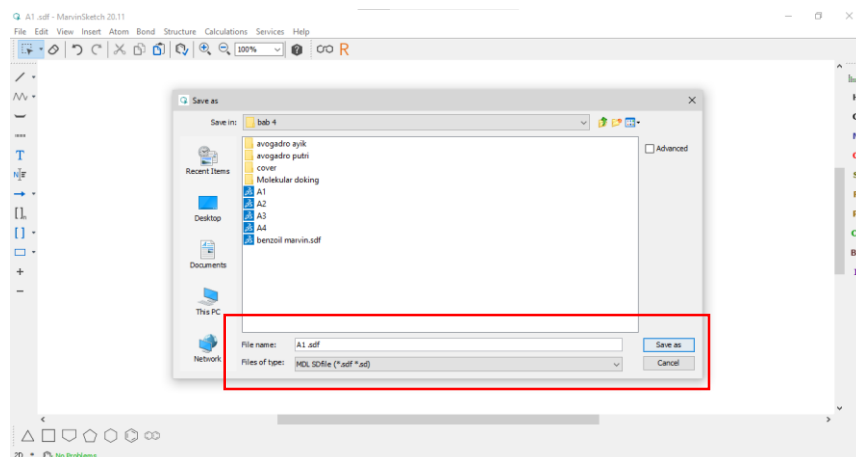 A1 .sdf - MarvinSketch 20.11
File Edit View Insert Atom Bond Structure Calculations Services Help
100%
R
Save as
Save in: bab 4
avogadro ayik
avogadro putri
cover
Molekular doking
A1
A2
A3
A4
benzoil marvin.sdf
Advanced
Recent Items
Desktop
Documents
This PC
Network
T
File name: A1 .sdf
Save as
Files of type: MDL SDfile (*.sdf *.sd)
Cancel
2D
No Problems